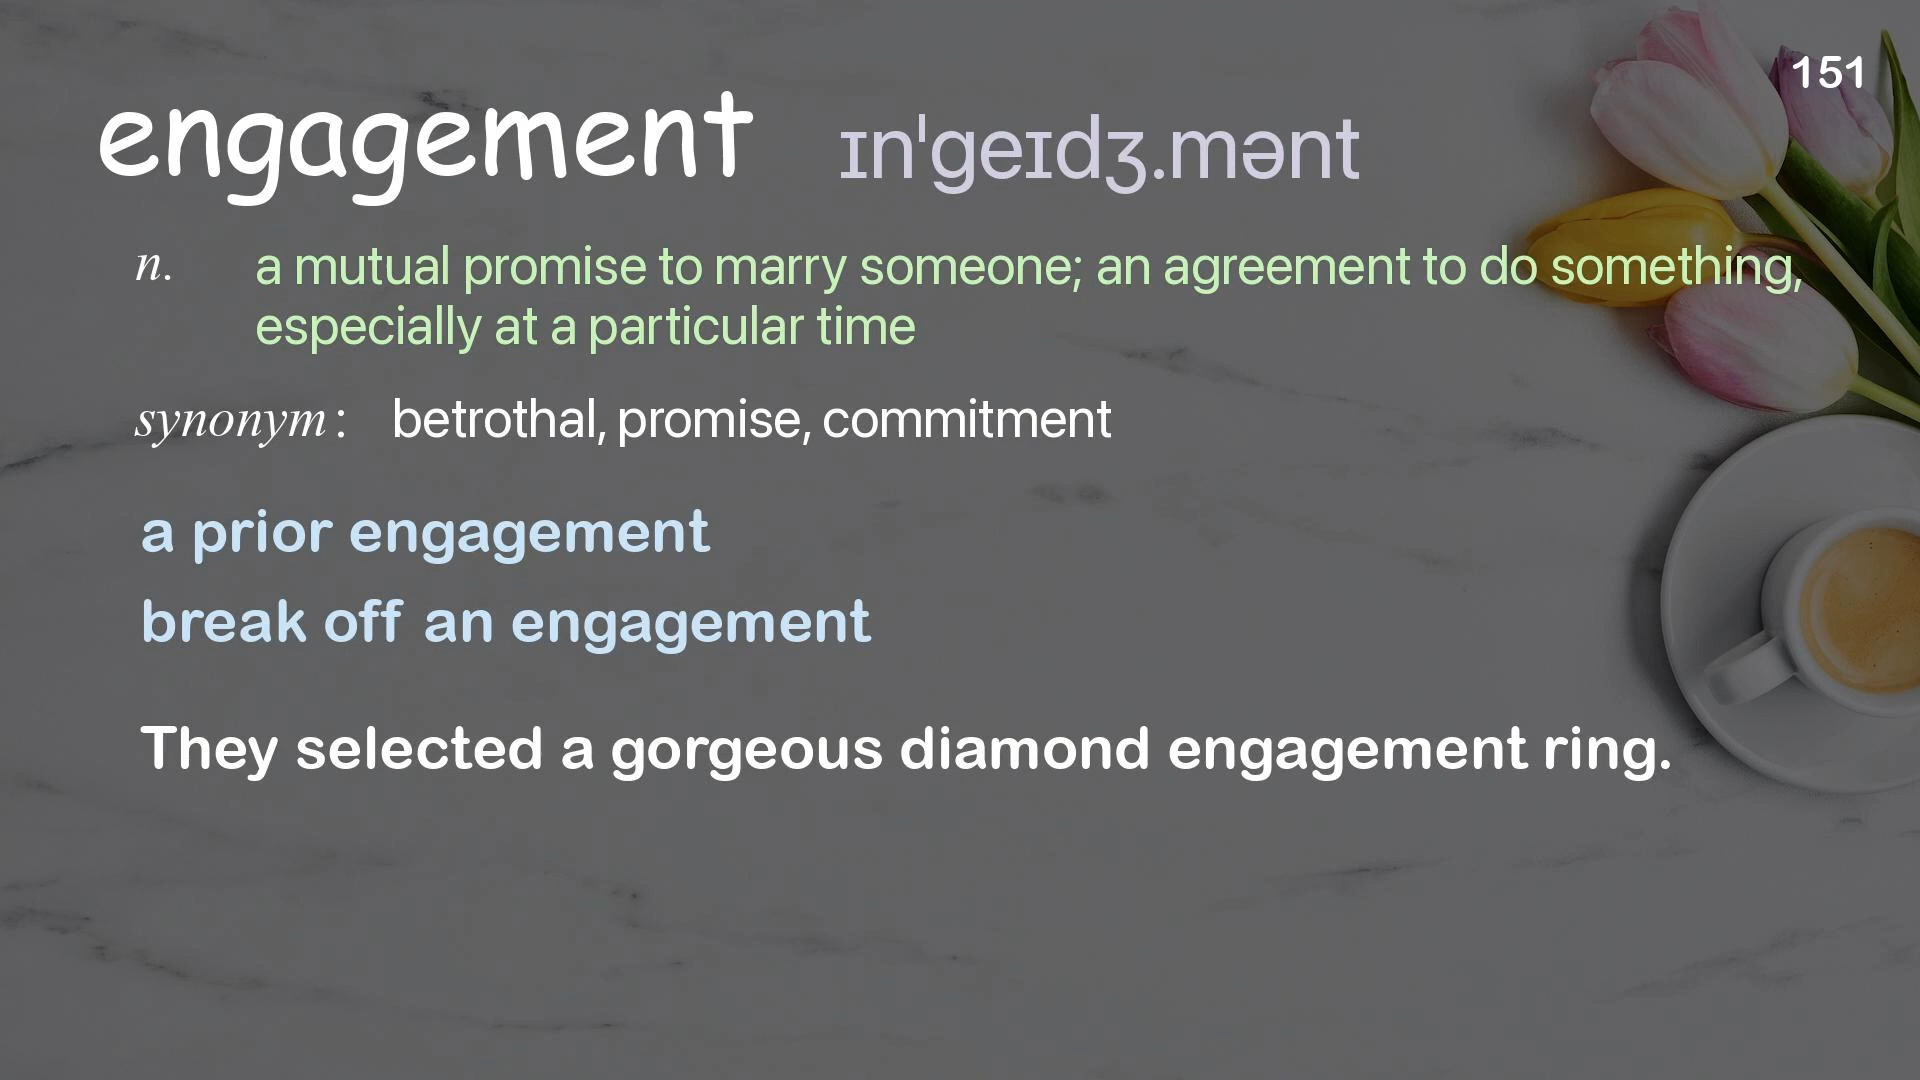 151
engagement ɪnˈɡeɪdʒ.mənt
n. a mutual promise to marry someone; an agreement to do something,
especially at a particular time
synonym : betrothal, promise, commitment
a prior engagement
break off an engagement
They selected a gorgeous diamond engagement ring.